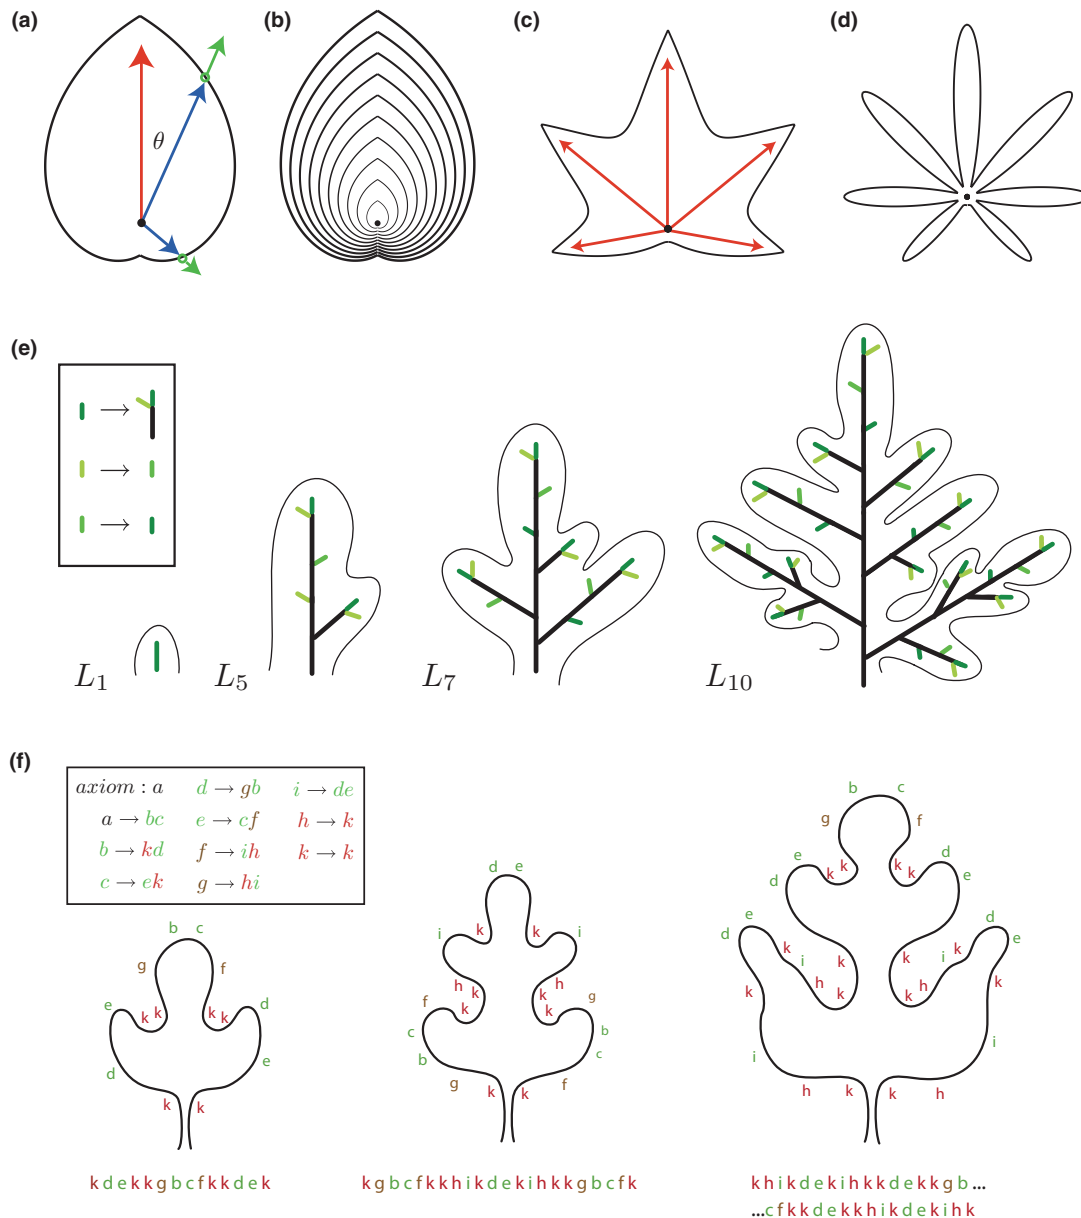 (a)
(b)
(c)
(d)
θ
(e)
L1
L5
L7
L10
(f)
axiom : a
d → gb
i → de
a → bc
e → cf
h → k
b → kd
f → ih
k → k
c → ek
g → hi
b c
g f
e k k k k d
d e
k k
d e
i k k i
h k k h
f k k g
c b
b c
g k k f
b c
g f
e k k k k d
d e
e d
d k k e
k i k k i k
h k k h
i i
h k k h
k d e k k g b c f k k d e k
k g b c f k k h i k d e k i h k k g b c f k
k h i k d e k i h k k d e k k g b ...
...c f k k d e k k h i k d e k i h k